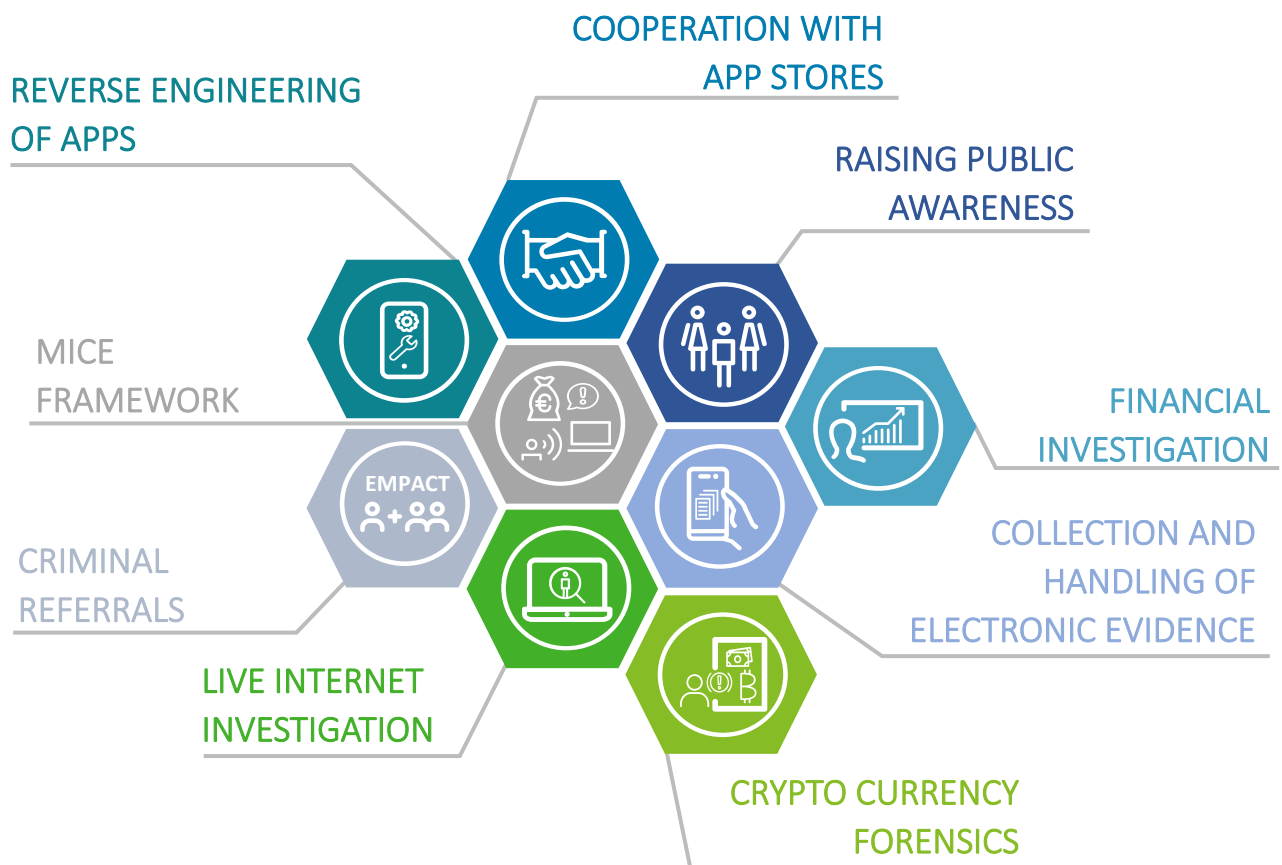 COOPERATION WITH
APP STORES
REVERSE ENGINEERING
OF APPS
RAISING PUBLIC
AWARENESS
MICE
FRAMEWORK
€
FINANCIAL
INVESTIGATION
EMPACT
COLLECTION AND
HANDLING OF
ELECTRONIC EVIDENCE
CRIMINAL
REFERRALS
LIVE INTERNET
INVESTIGATION
CRYPTO CURRENCY
FORENSICS